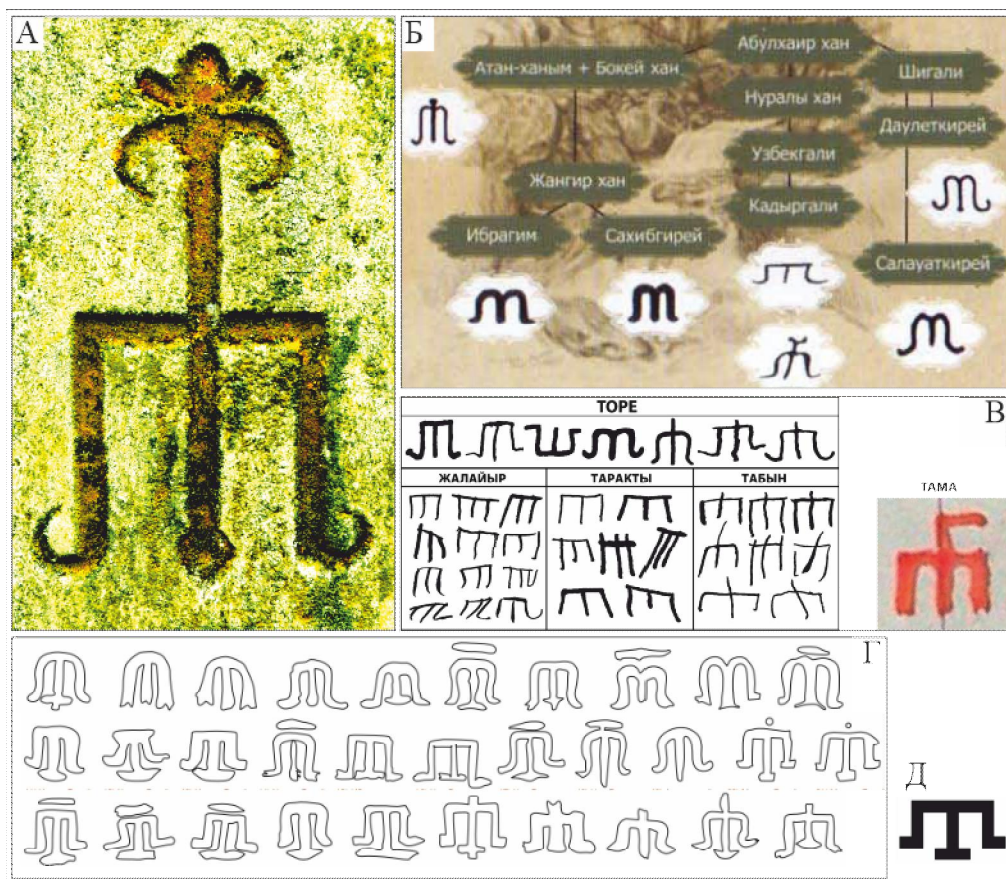 А
Б
Абулхаир хан
Атан-ханым + Бокей хан
Шигали
Нуралы хан
Даулеткирей
Узбекгали
Жангир хан
Кадыргали
Ибрагим
Сахибгирей
Салауаткирей
В
ТОРЕ
ЖАЛАЙЫР
ТАРАКТЫ
ТАБЫН
ТАМА
Г
Д